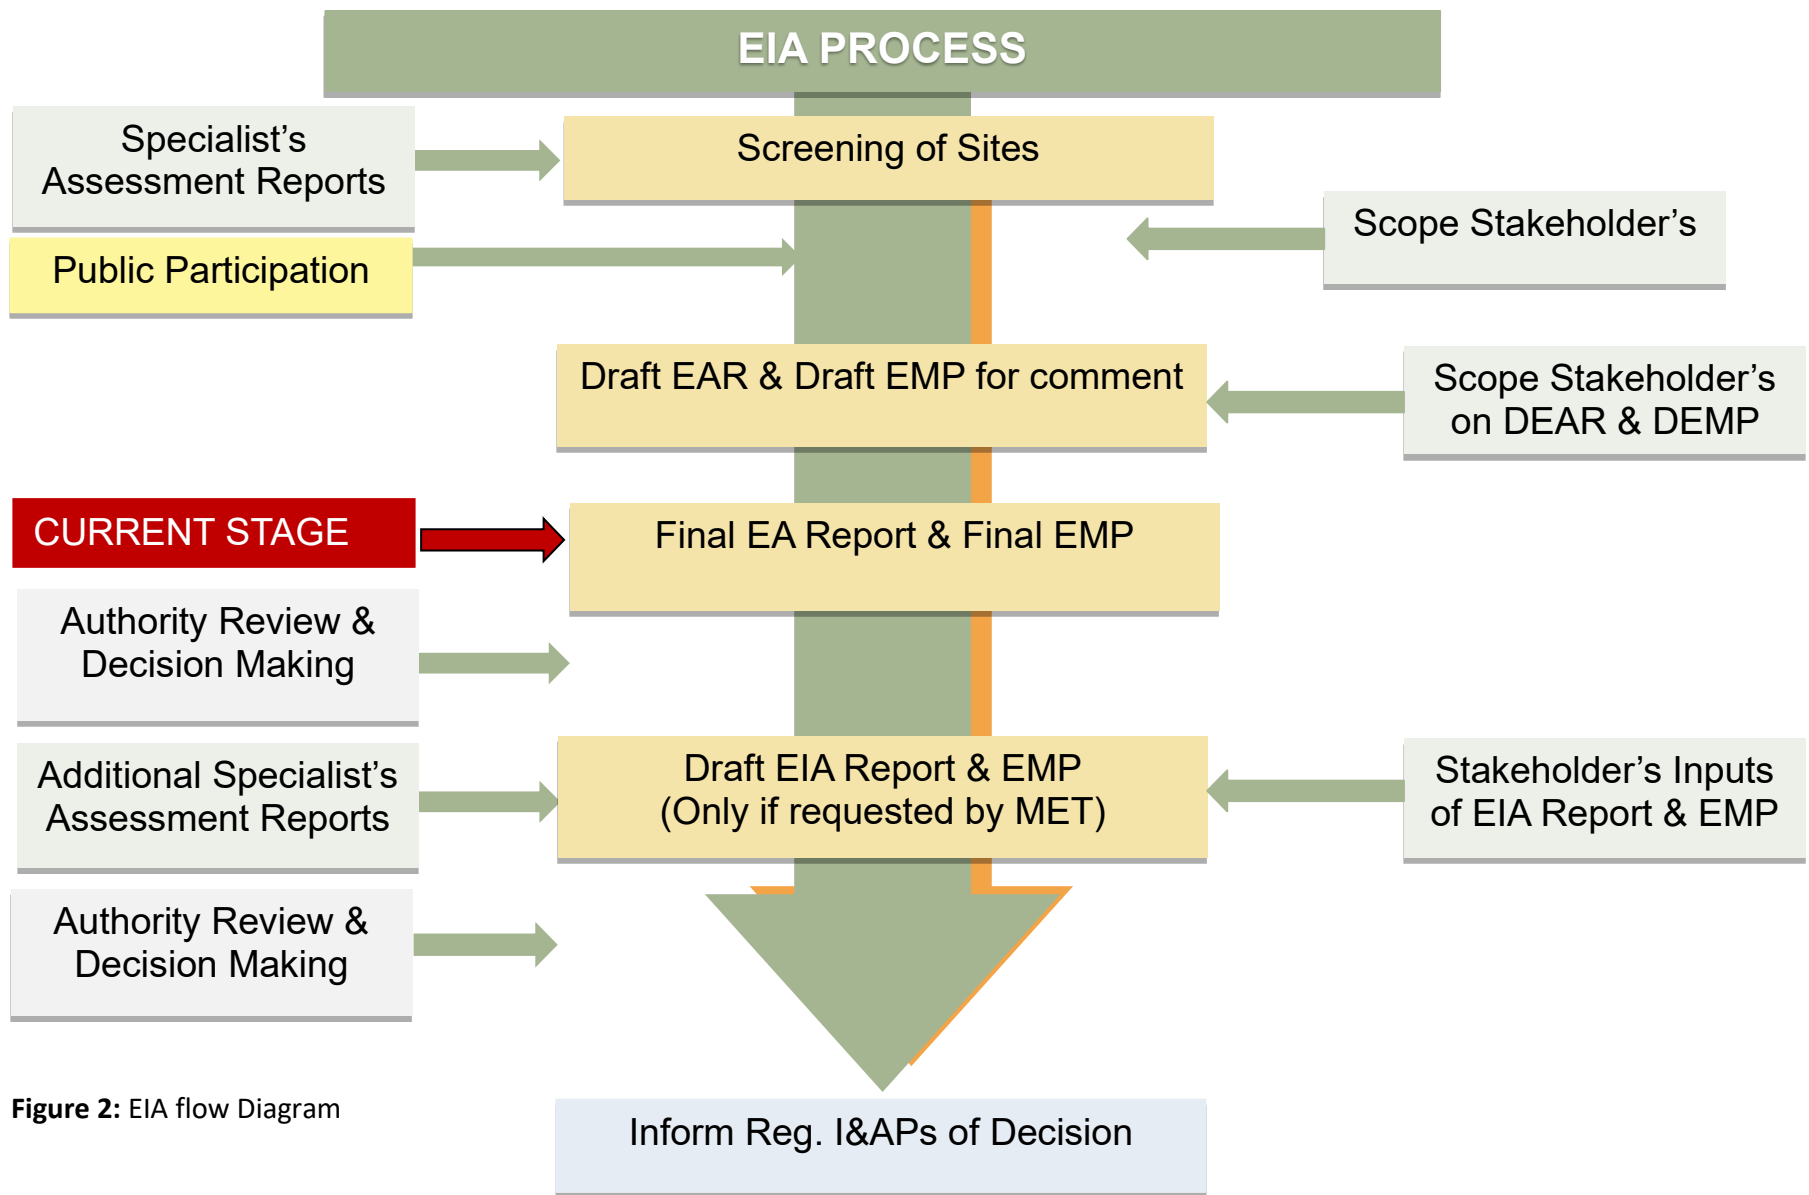 EIA PROCESS
Specialist's
Assessment Reports
Screening of Sites
Scope Stakeholder's
Public Participation
Draft EAR & Draft EMP for comment
Scope Stakeholder's
on DEAR & DEMP
CURRENT STAGE
Final EA Report & Final EMP
Authority Review &
Decision Making
Additional Specialist's
Assessment Reports
Draft EIA Report & EMP
(Only if requested by MET)
Stakeholder's Inputs
of EIA Report & EMP
Authority Review &
Decision Making
Figure 2: EIA flow Diagram
Inform Reg. I&APs of Decision